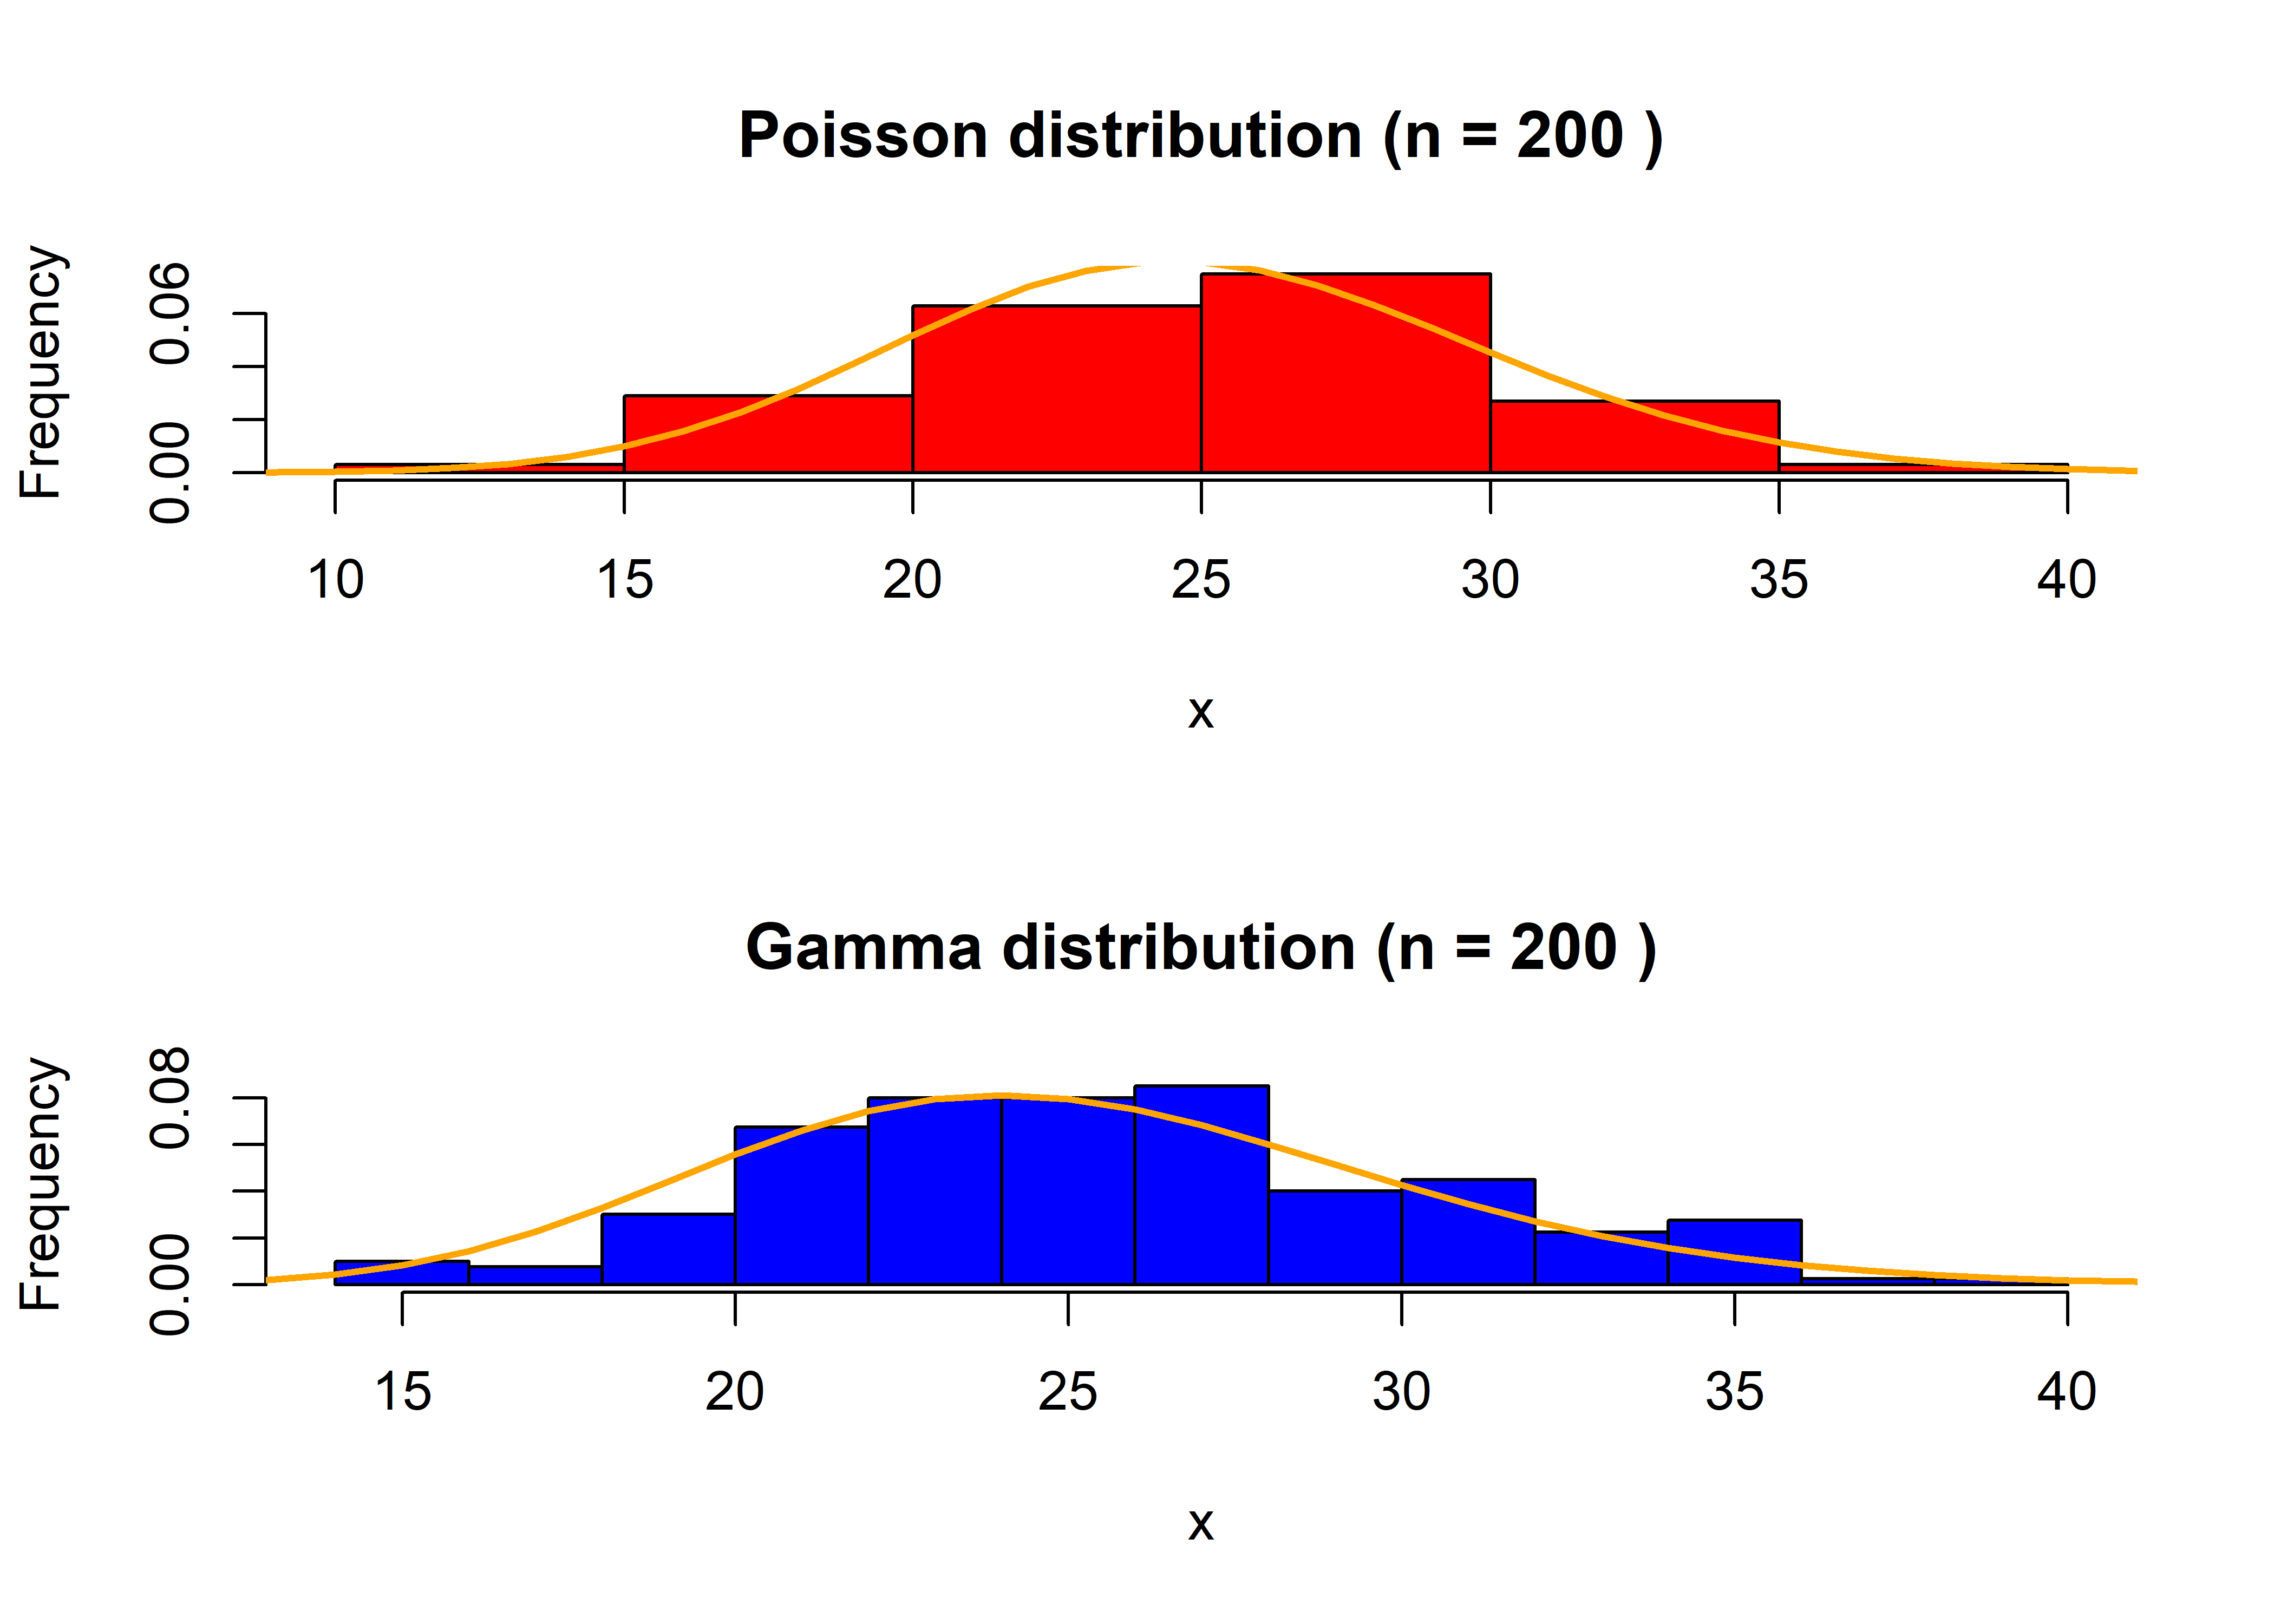 Poisson distribution (n = 200 )
Frequency
0.06
0.00
10 15 20 25 30 35 40
x
Gamma distribution (n = 200 )
Frequency
0.08
0.00
15 20 25 30 35 40
x